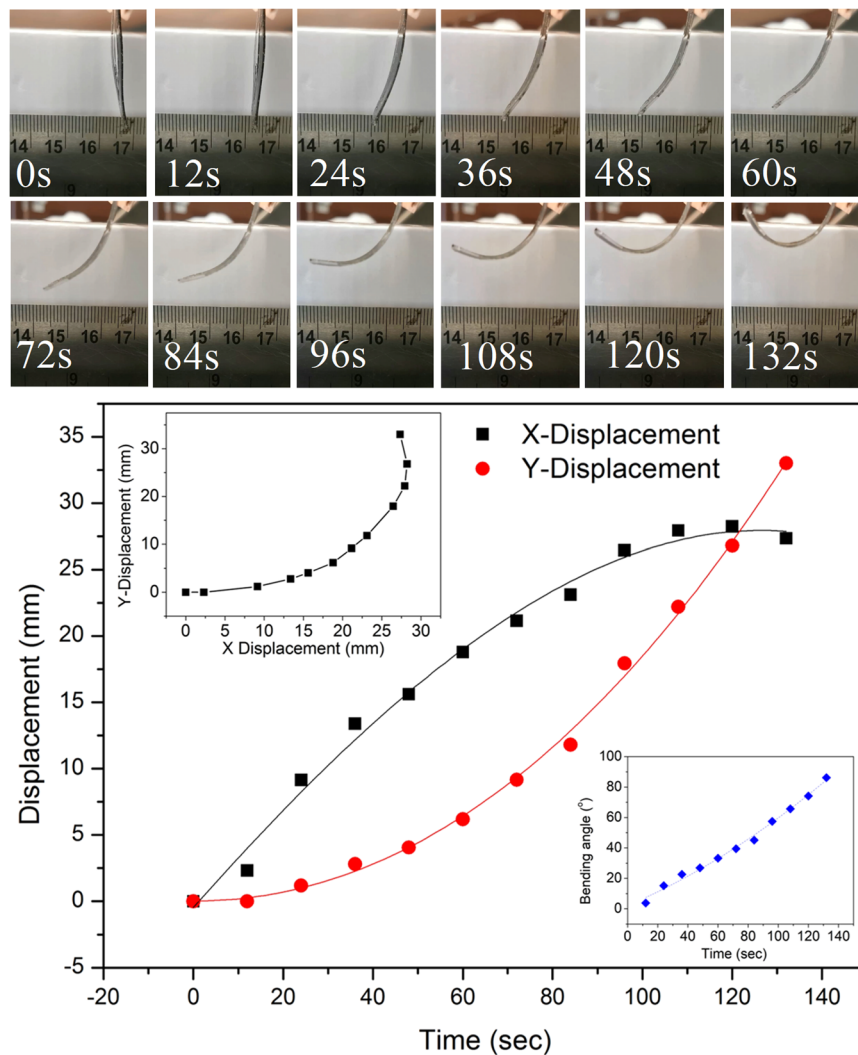 14 15 16 17
0s
9
14 15 16 17
12s
14 15 16 17
24s
14 15 16 17
36s
14 15 16 17
48s
14 15 16 17
60s
14 15 16 17
72s
9
14 15 16 17
84s
14 15 16 17
96s
14 15 16 17
108s
9
14 15 16 17
120s
14 15 16 17
132s
9
35
30
25
20
15
10
5
0
-5
Displacement (mm)
-20 0 20 40 60 80 100 120 140
Time (sec)
X-Displacement
Y-Displacement
30
20
10
0
Y-Displacement (mm)
0 5 10 15 20 25 30
X Displacement (mm)
100
80
60
40
20
0
Bending angle (°)
0 20 40 60 80 100 120 140
Time (sec)